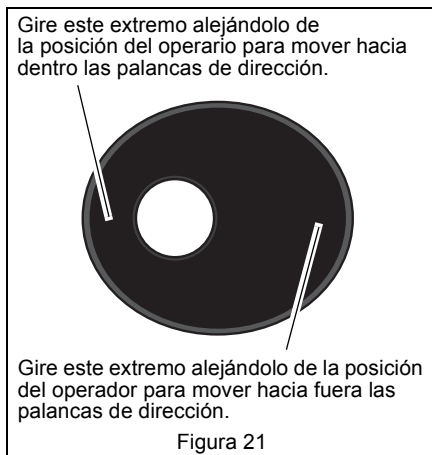 Gire este extremo alejándolo de
la posición del operario para mover hacia
dentro las palancas de dirección.
Gire este extremo alejándolo de la posición
del operador para mover hacia fuera las
palancas de dirección.
Figura 21